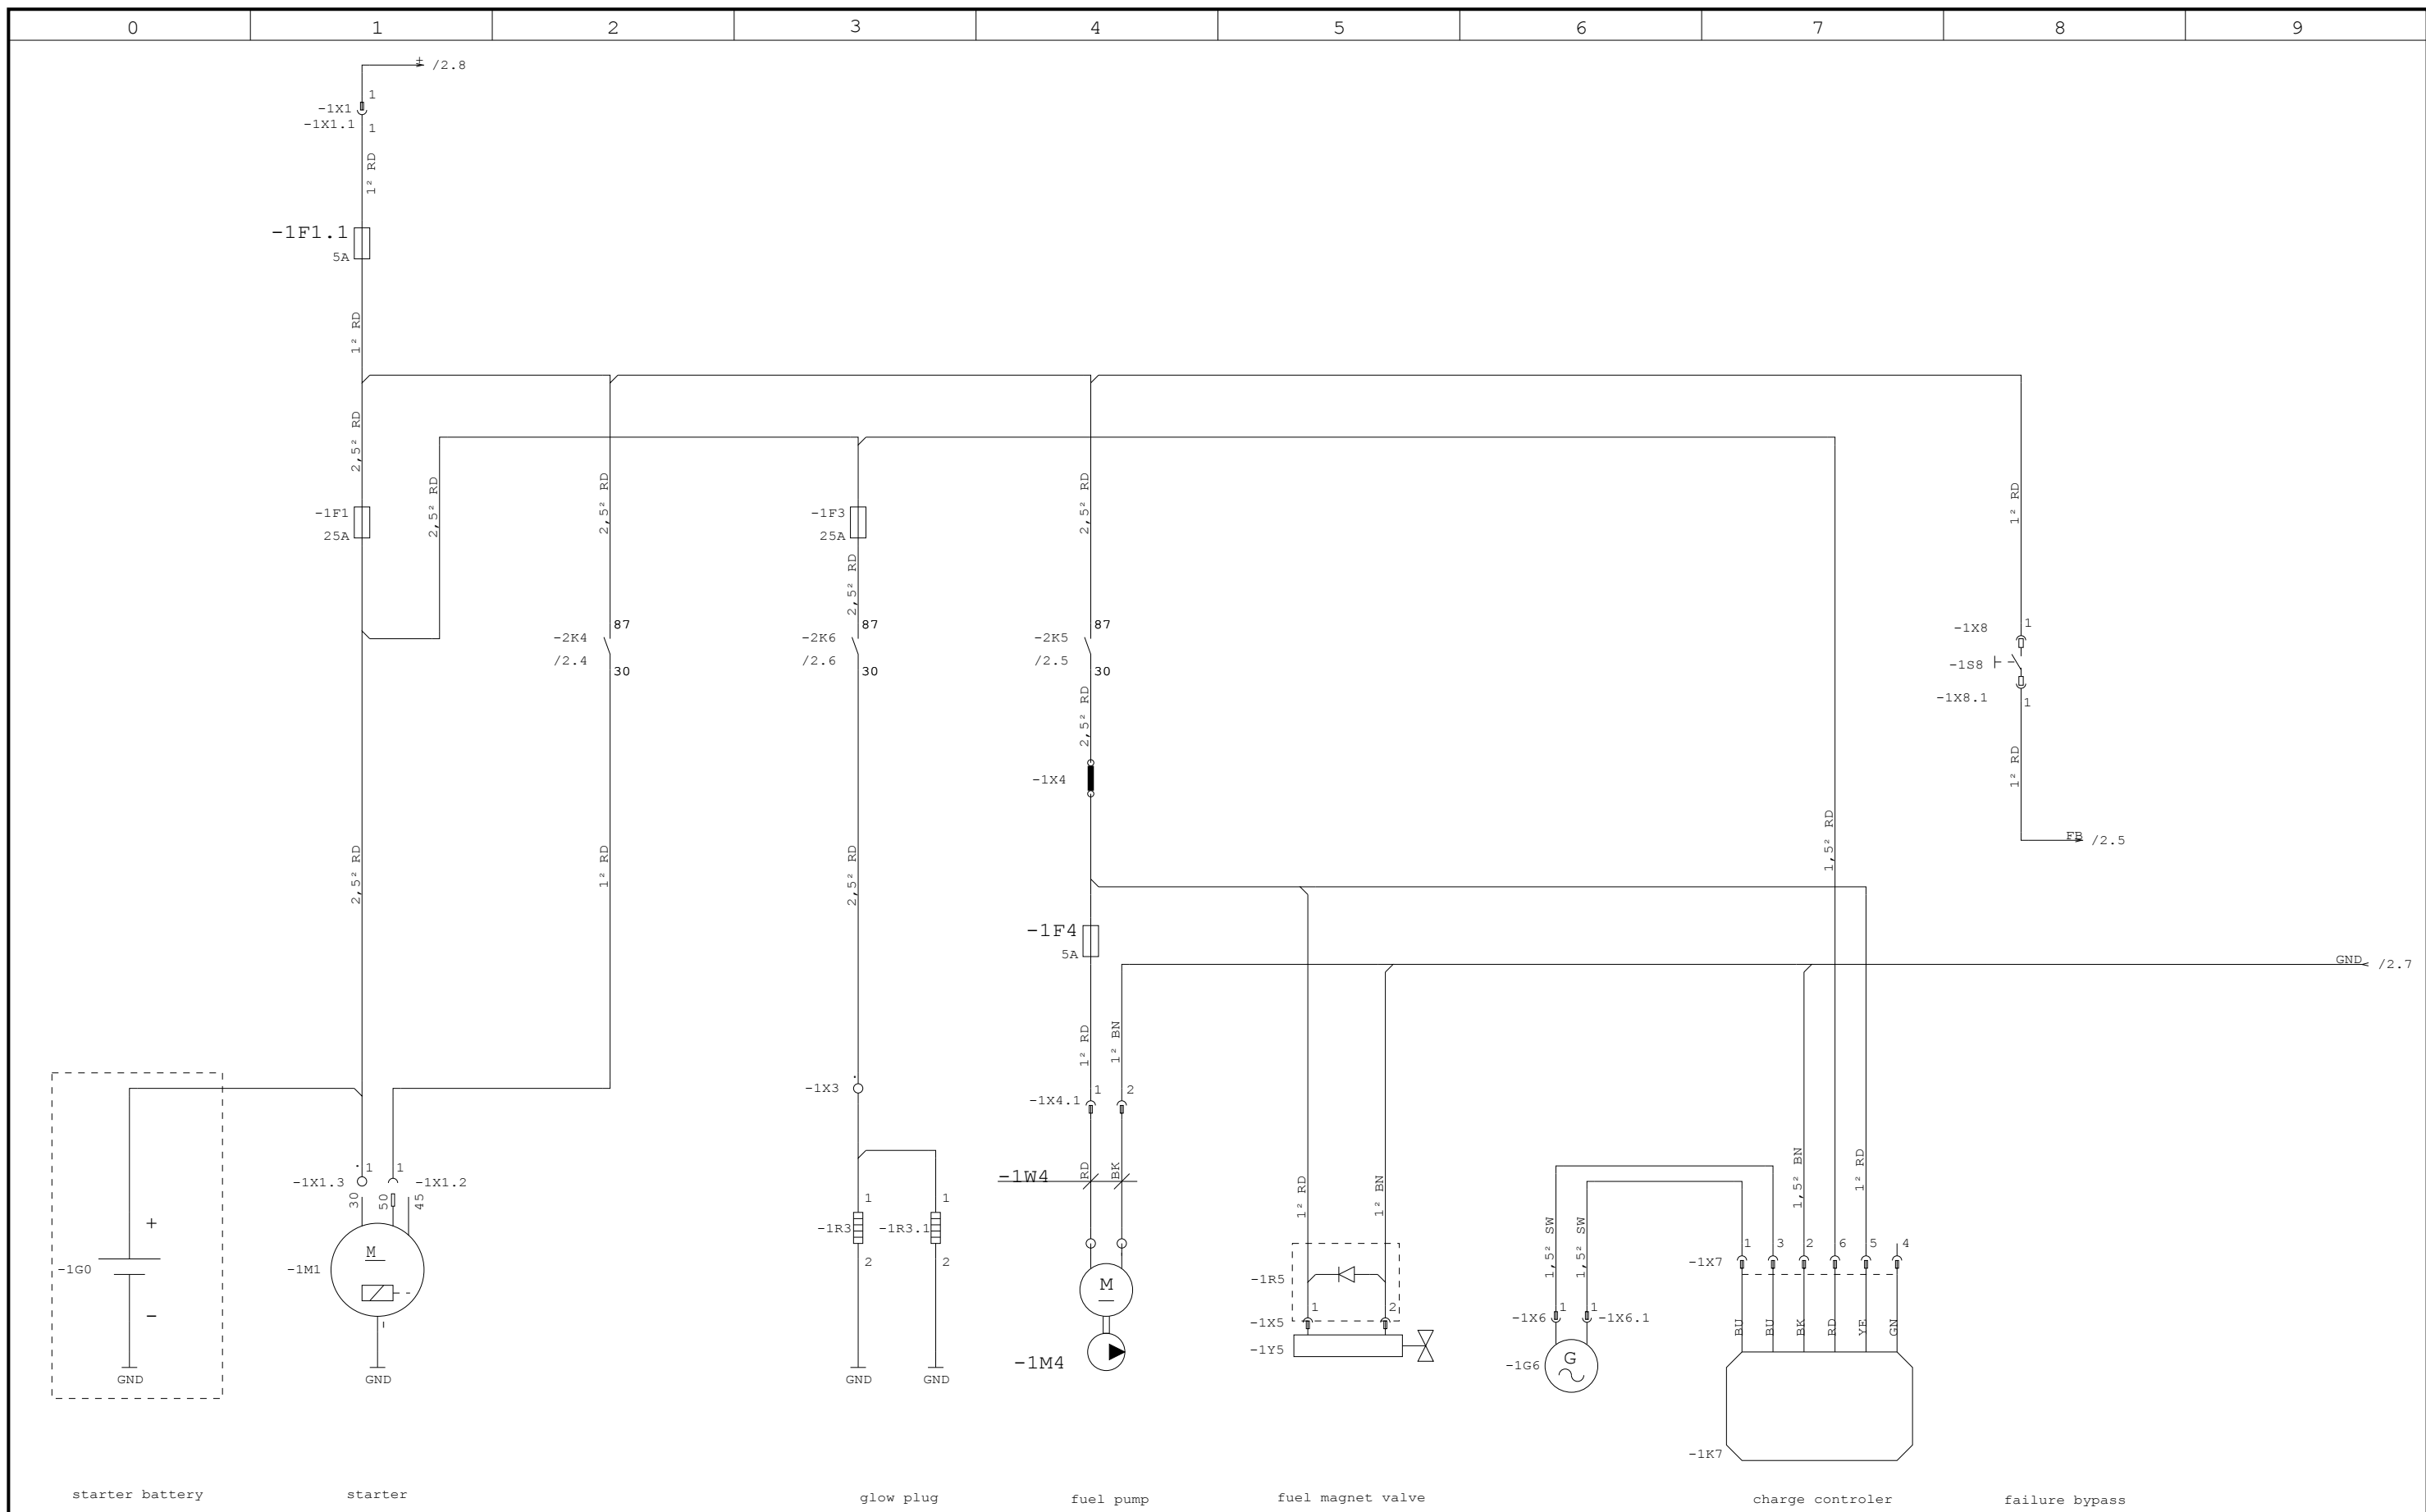 0 1 2 3 4 5 6 7 8 9
± /2.8
-1X1 1
-1X1.1 1
1² RD
-1F1.1
5A
1² RD
2,5² RD
2,5² RD
2,5² RD
2,5² RD
1² RD
-1F1
25A
-1F3
25A
2,5² RD
87
-2K4
/2.4
30
87
-2K6
/2.6
30
87
-2K5
/2.5
30
-1X8 1
-1S8
-1X8.1 1
2,5² RD
-1X4
1² RD
1,5² RD
FB /2.5
2,5² RD
1² RD
2,5² RD
-1F4
5A
GND /2.7
1² RD
1² BN
-1X3
-1X4.1 1 2
-1X1.3 1 1 -1X1.2
30 50 45
-1W4 RD BK
1² RD
1² BN
1,5² BN
1² RD
1,5² SW
1,5² SW
+
-1G0
-
GND
M
-1M1
GND
1 1
-1R3 -1R3.1
2 2
GND GND
M
-1M4
-1R5
1 2
-1X5
-1Y5
-1X6 1 1 -1X6.1
G
-1G6
-1X7 1 3 2 6 5 4
BU BU BK RD YE GN
-1K7
starter battery
starter
glow plug
fuel pump
fuel magnet valve
charge controler
failure bypass